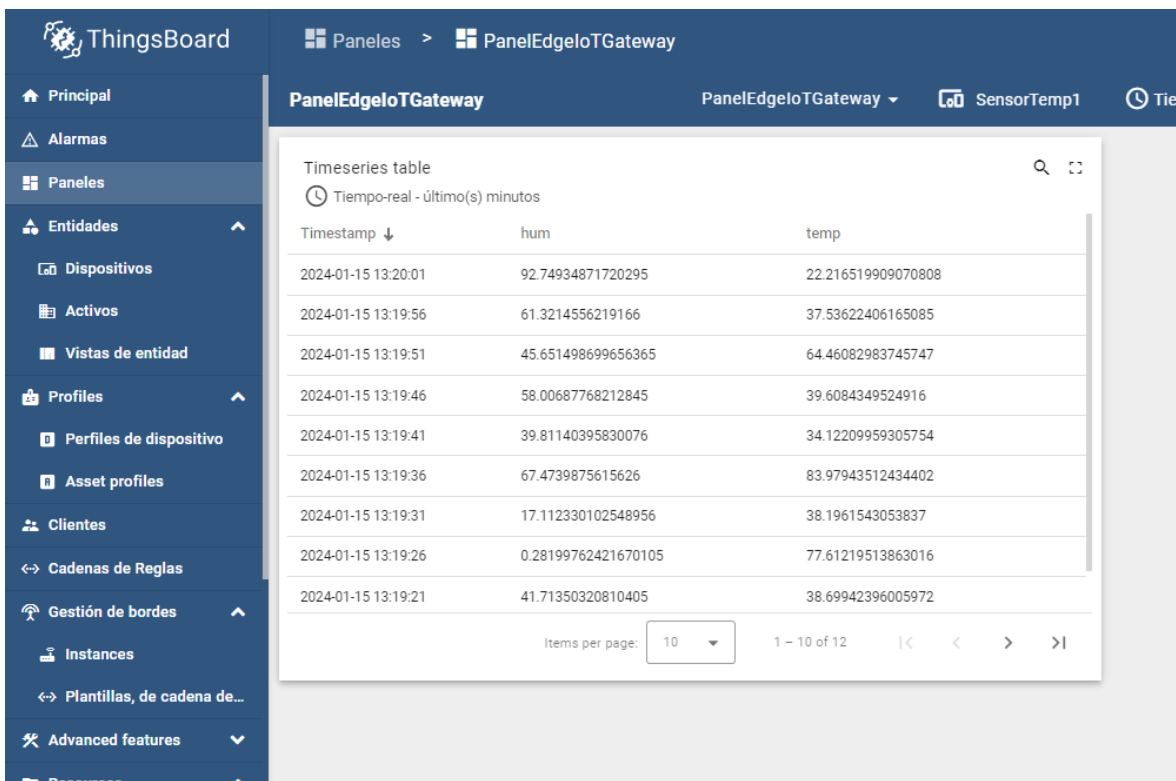 ThingsBoard
Paneles > PanelEdgeIoTGateway
Principal
Alarmas
Paneles
Entidades
Dispositivos
Activos
Vistas de entidad
Profiles
Perfiles de dispositivo
Asset profiles
Clientes
Cadenas de Reglas
Gestión de bordes
Instances
Plantillas, de cadena de...
Advanced features
PanelEdgeIoTGateway PanelEdgeIoTGateway SensorTemp1 Tie
Timeseries table
Tiempo-real - último(s) minutos
Timestamp hum temp
2024-01-15 13:20:01 92.74934871720295 22.216519909070808
2024-01-15 13:19:56 61.3214556219166 37.53622406165085
2024-01-15 13:19:51 45.651498699656365 64.46082983745747
2024-01-15 13:19:46 58.00687768212845 39.6084349524916
2024-01-15 13:19:41 39.81140395830076 34.12209959305754
2024-01-15 13:19:36 67.4739875615626 83.97943512434402
2024-01-15 13:19:31 17.112330102548956 38.1961543053837
2024-01-15 13:19:26 0.28199762421670105 77.61219513863016
2024-01-15 13:19:21 41.71350320810405 38.69942396005972
Items per page: 10 1 – 10 of 12